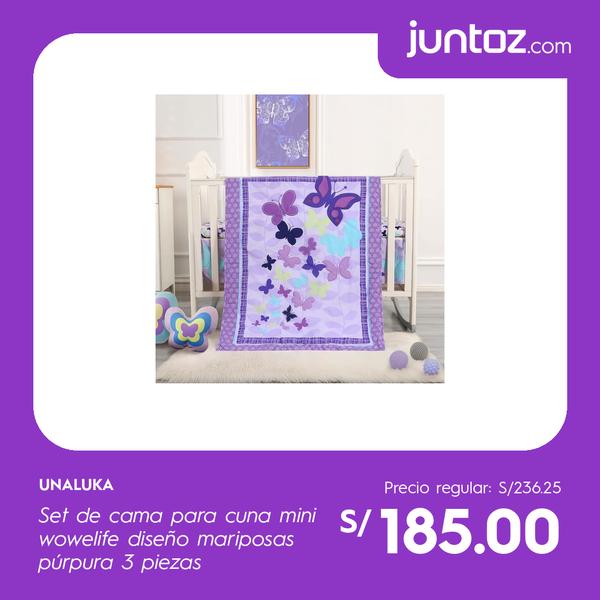 juntoz.com
UNALUKA
Set de cama para cuna mini
wowelife diseño mariposas
púrpura 3 piezas
Precio regular: S/236.25
S/185.00